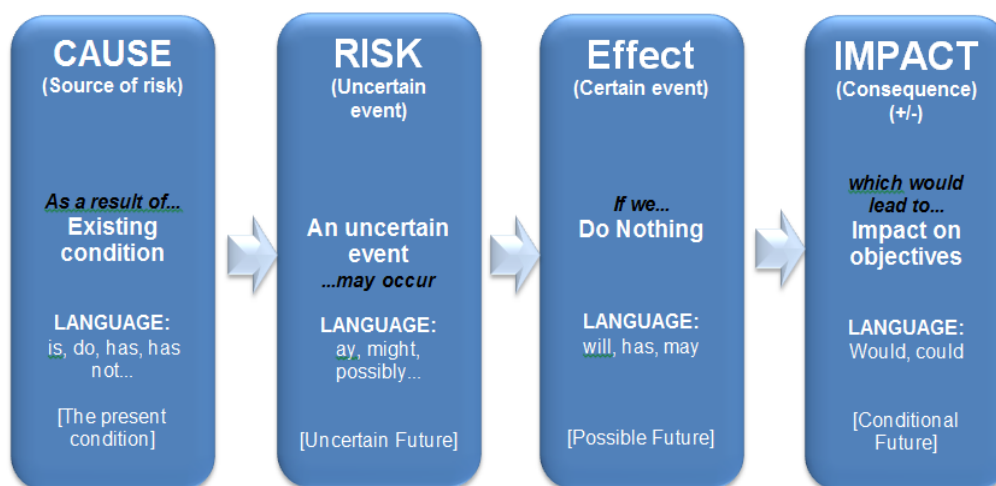 CAUSE
(Source of risk)
As a result of...
Existing
condition
LANGUAGE:
is, do, has, has
not...
[The present
condition]
RISK
(Uncertain
event)
An uncertain
event
...may occur
LANGUAGE:
ay, might,
possibly...
[Uncertain Future]
Effect
(Certain event)
If we...
Do Nothing
LANGUAGE:
will, has, may
[Possible Future]
IMPACT
(Consequence)
(+/-)
which would
lead to...
Impact on
objectives
LANGUAGE:
Would, could
[Conditional
Future]